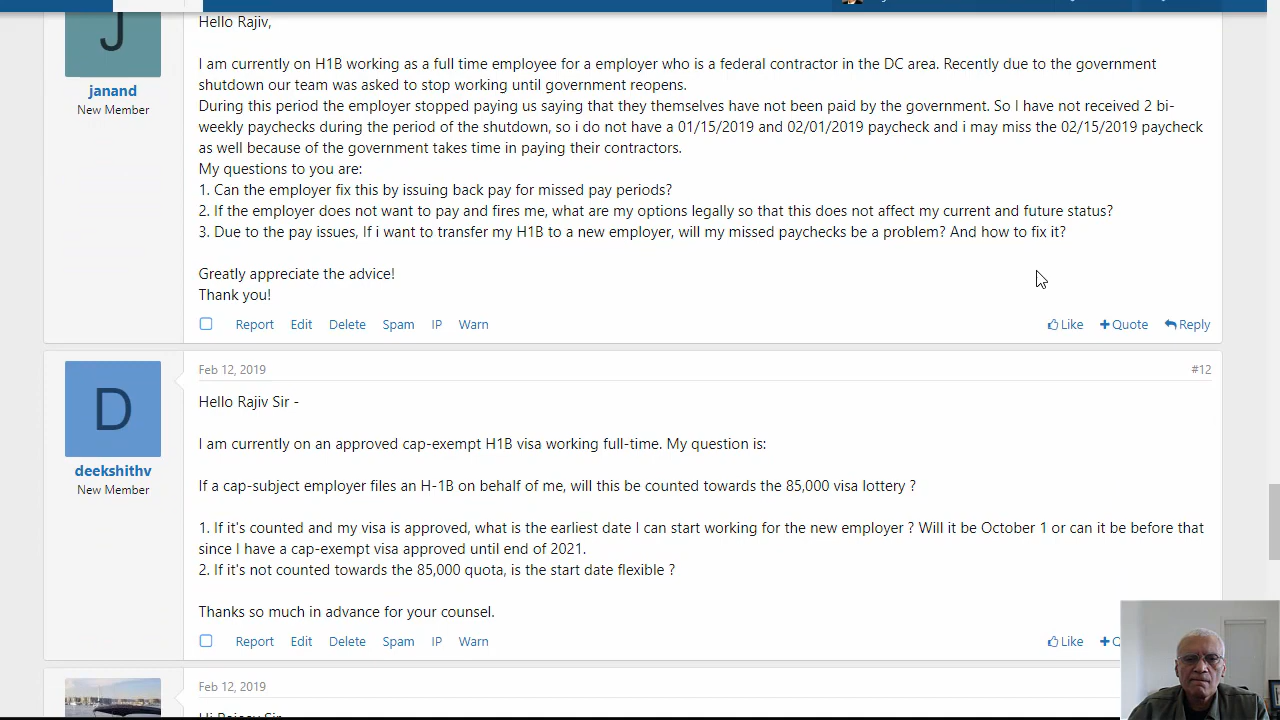 Hello Rajiv,
J
janand
New Member
I am currently on H1B working as a full time employee for a employer who is a federal contractor in the DC area. Recently due to the government
shutdown our team was asked to stop working until government reopens.
During this period the employer stopped paying us saying that they themselves have not been paid by the government. So I have not received 2 bi-
weekly paychecks during the period of the shutdown, so i do not have a 01/15/2019 and 02/01/2019 paycheck and i may miss the 02/15/2019 paycheck
as well because of the government takes time in paying their contractors.
My questions to you are:
1. Can the employer fix this by issuing back pay for missed pay periods?
2. If the employer does not want to pay and fires me, what are my options legally so that this does not affect my current and future status?
3. Due to the pay issues, If i want to transfer my H1B to a new employer, will my missed paychecks be a problem? And how to fix it?
Greatly appreciate the advice!
Thank you!
Report Edit Delete Spam IP Warn Like Quote Reply
D
deekshithv
New Member
Feb 12, 2019 #12
Hello Rajiv Sir -
I am currently on an approved cap-exempt H1B visa working full-time. My question is:
If a cap-subject employer files an H-1B on behalf of me, will this be counted towards the 85,000 visa lottery ?
1. If it's counted and my visa is approved, what is the earliest date I can start working for the new employer ? Will it be October 1 or can it be before that
since I have a cap-exempt visa approved until end of 2021.
2. If it's not counted towards the 85,000 quota, is the start date flexible ?
Thanks so much in advance for your counsel.
Report Edit Delete Spam IP Warn Like
Feb 12, 2019